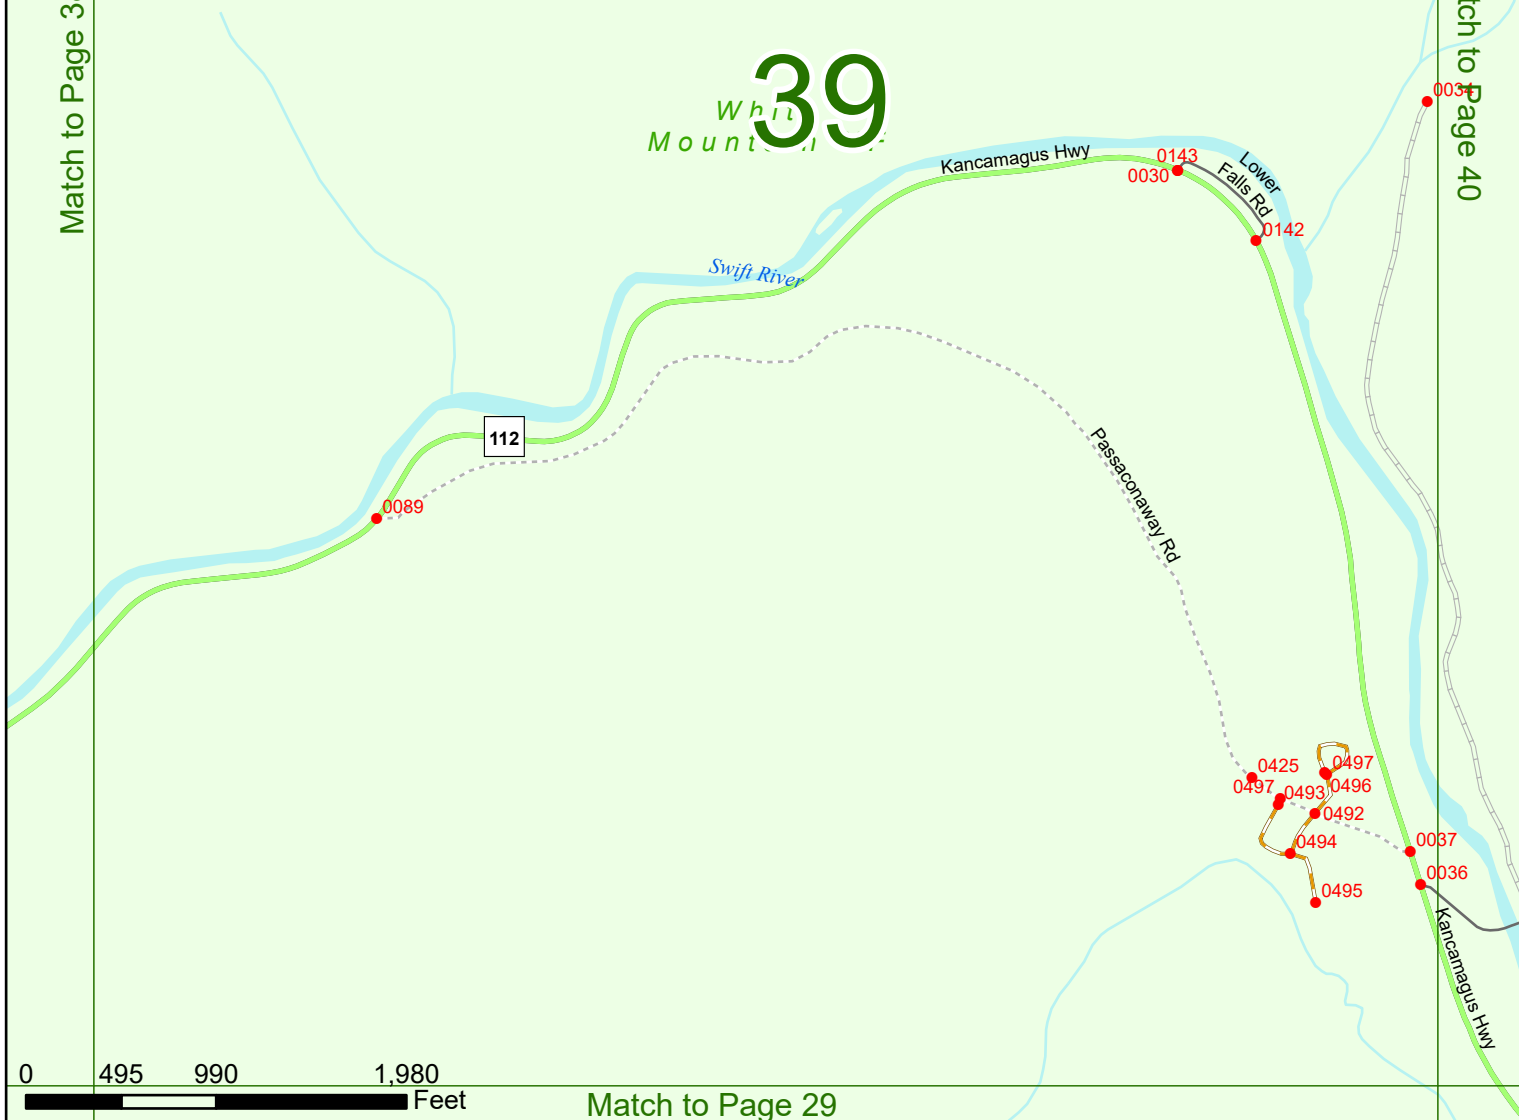 Match to Page 3
tch to Page 40
39
Whit
Mount
0034
Kancamagus Hwy
0143
0030
Lower
Falls Rd
0142
Swift River
112
Passaconaway Rd
0089
0425
0497
0497
0493
0496
0492
0494
0037
0036
0495
Kancamagus Hwy
0 495 990 1,980
Feet
Match to Page 29